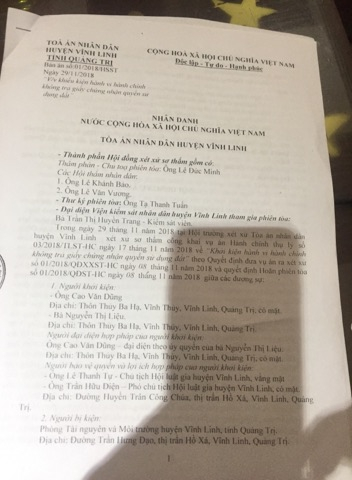 TOÀ ÁN NHÂN DÂN
HUYỆN VĨNH LINH
TỈNH QUẢNG TRỊ
CỘNG HOÀ XÃ HỘI CHỦ NGHĨA VIỆT NAM
Độc lập - Tự do - Hạnh phúc
Bản án số:01/2018/HSST
Ngày 29/11/2018
"V/v khiếu kiện hành vi hành chính
không trả giấy chứng nhận quyền sử
dụng đất"
NHÂN DANH
NƯỚC CỘNG HÒA XÃ HỘI CHỦ NGHĨA VIỆT NAM
TÒA ÁN NHÂN DÂN HUYỆN VĨNH LINH
- Thành phần Hội đồng xét xử sơ thẩm gồm có:
Thẩm phán - Chủ toạ phiên tòa: Ông Lê Đức Minh
Các Hội thẩm nhân dân:
1. Ông Lê Khánh Bảo.
2. Ông Lê Văn Vương.
- Thư ký phiên tòa: Ông Tạ Thanh Tuấn
- Đại diện Viện kiểm sát nhân dân huyện Vĩnh Linh tham gia phiên tòa:
Bà Trần Thị Huyền Trang - Kiểm sát viên.
Trong ngày 29 tháng 11 năm 2018 tại Hội trường xét xử Tòa án nhân dân
huyện Vĩnh Linh xét xử sơ thẩm công khai vụ án Hành chính thụ lý số
03/2018/TLST-HC ngày 17 tháng năm 2018 về "Khởi kiện hành vi hành chính
không trả giấy chứng nhận quyền sử dụng đất" theo Quyết định đưa vụ án ra xét xử
số 01/2018/QĐXXST-HC ngày 08 tháng 11 năm 2018 và quyết định Hoãn phiên tòa
số 01/2018/QĐST-HC ngày tháng 11 năm 2018 giữa các đương sự:
1. Người khởi kiện:
- Ông Cao Văn Dũng
Địa chỉ: Thôn Thủy Ba Hạ, Vĩnh Thủy, Vĩnh Linh, Quảng Trị, có mặt.
- Bà Nguyễn Thị Liệu.
Địa chỉ: Thôn Thủy Ba Hạ, Vĩnh Thủy, Vĩnh Linh, Quảng Trị.
Người đại diện hợp pháp của người khởi kiện:
Ông Cao Văn Dũng – đại diện theo ủy quyền của bà Nguyễn Thị Liệu.
Địa chỉ: Thôn Thủy Ba Hạ, Vĩnh Thủy, Vĩnh Linh, Quảng Trị, có mặt.
Người bảo vệ quyền và lợi ích hợp pháp của người khởi kiện:
- Ông Lê Thanh Tự - Chủ tịch Hội luật gia huyện Vĩnh Linh, vắng mặt
- Ông Trần Hữu Diện – Phó chủ tịch Hội luật gia huyện Vĩnh Linh, có mặt.
Địa chỉ: Đường Huyền Trân Công Chúa, thị trấn Hồ Xá, Vĩnh Linh, Quảng
Trị.
2. Người bị kiện:
Phòng Tài nguyên và Môi trường huyện Vĩnh Linh, tỉnh Quảng Trị.
Địa chỉ: Đường Trần Hưng Đạo, thị trấn Hồ Xá, Vĩnh Linh, Quảng Trị.
1